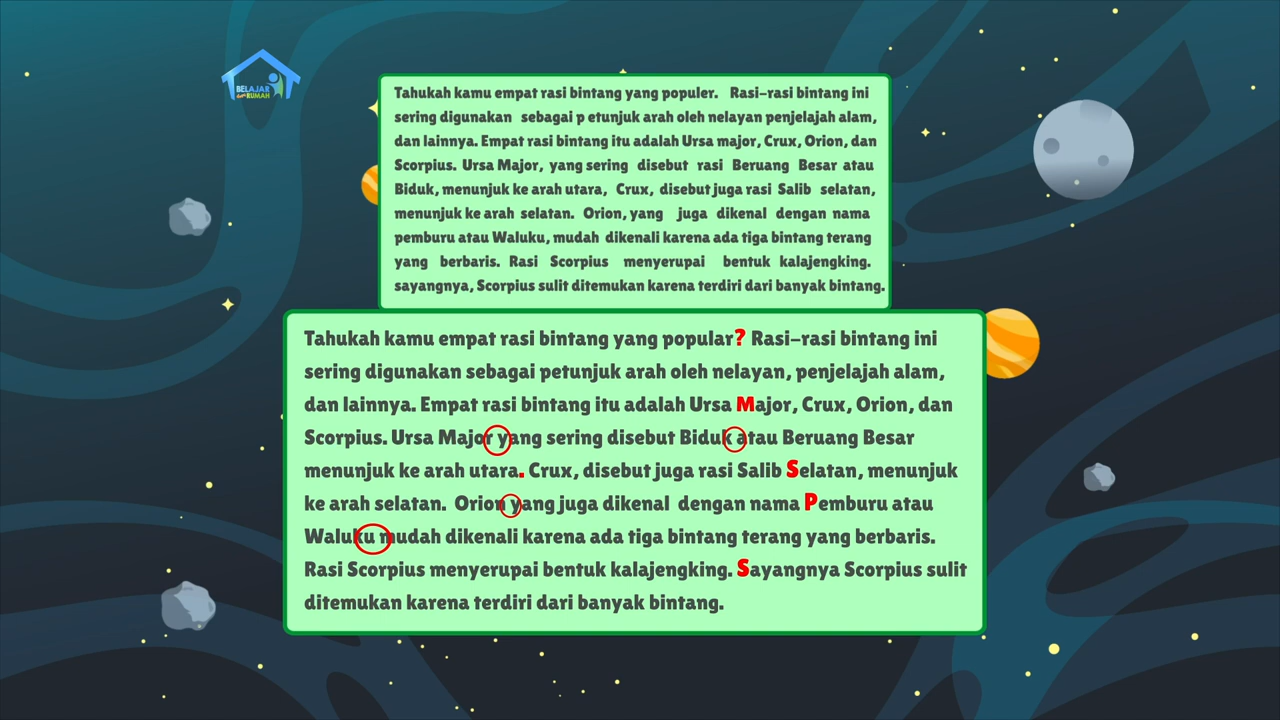 BELAJAR
dari RUMAH
Tahukah kamu empat rasi bintang yang populer. Rasi-rasi bintang ini
sering digunakan sebagai p etunjuk arah oleh nelayan penjelajah alam,
dan lainnya. Empat rasi bintang itu adalah Ursa major, Crux, Orion, dan
Scorpius. Ursa Major, yang sering disebut rasi Beruang Besar atau
Biduk, menunjuk ke arah utara, Crux, disebut juga rasi Salib selatan,
menunjuk ke arah selatan. Orion, yang juga dikenal dengan nama
pemburu atau Waluku, mudah dikenali karena ada tiga bintang terang
yang berbaris. Rasi Scorpius menyerupai bentuk kalajengking.
sayangnya, Scorpius sulit ditemukan karena terdiri dari banyak bintang.
Tahukah kamu empat rasi bintang yang popular? Rasi-rasi bintang ini
sering digunakan sebagai petunjuk arah oleh nelayan, penjelajah alam,
dan lainnya. Empat rasi bintang itu adalah Ursa Major, Crux, Orion, dan
Scorpius. Ursa Major yang sering disebut Biduk atau Beruang Besar
menunjuk ke arah utara. Crux, disebut juga rasi Salib Selatan, menunjuk
ke arah selatan. Orion yang juga dikenal dengan nama Pemburu atau
Waluku mudah dikenali karena ada tiga bintang terang yang berbaris.
Rasi Scorpius menyerupai bentuk kalajengking. Sayangnya Scorpius sulit
ditemukan karena terdiri dari banyak bintang.